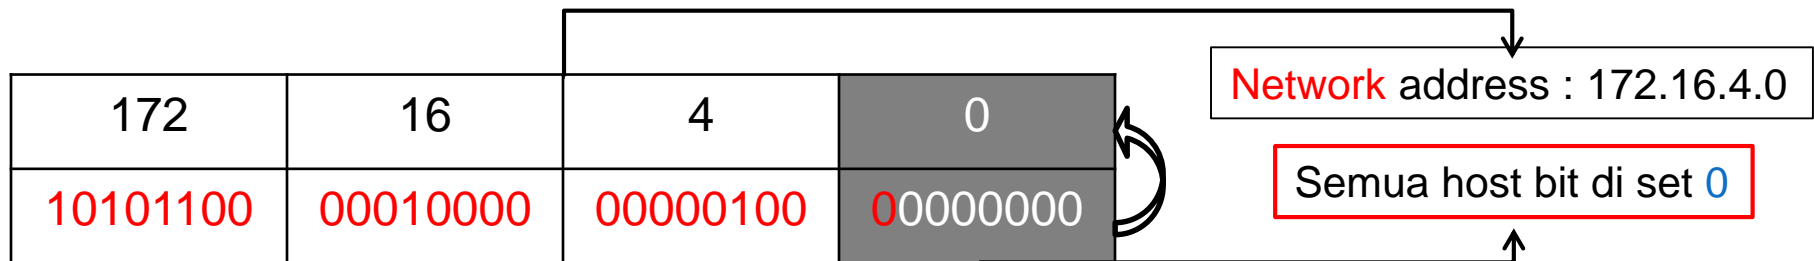 172 16 4 0
10101100 00010000 00000100 00000000
Network address : 172.16.4.0
Semua host bit di set 0